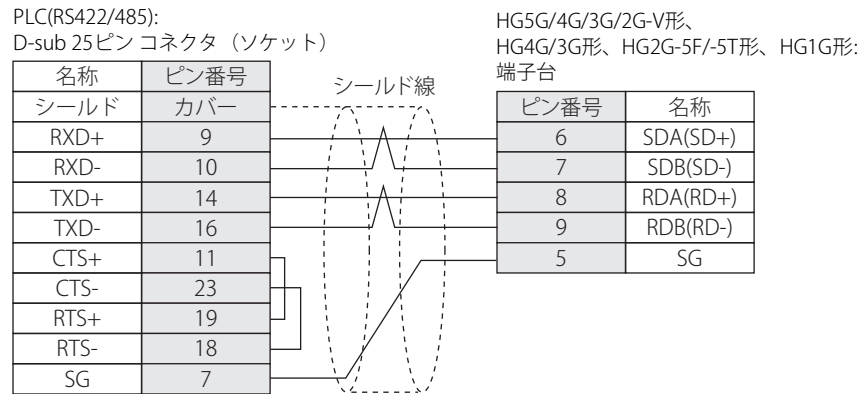 PLC(RS422/485):
D-sub 25ピン コネクタ（ソケット）
名称 ピン番号
シールド カバー
RXD+ 9
RXD- 10
TXD+ 14
TXD- 16
CTS+ 11
CTS- 23
RTS+ 19
RTS- 18
SG 7
シールド線
HG5G/4G/3G/2G-V形、
HG4G/3G形、HG2G-5F/-5T形、HG1G形:
端子台
ピン番号 名称
6 SDA(SD+)
7 SDB(SD-)
8 RDA(RD+)
9 RDB(RD-)
5 SG